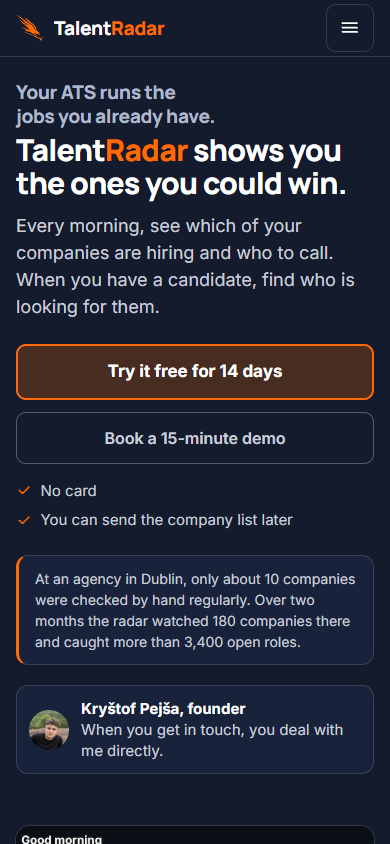 TalentRadar
Your ATS runs the
jobs you already have.
TalentRadar shows you
the ones you could win.
Every morning, see which of your
companies are hiring and who to call.
When you have a candidate, find who is
looking for them.
Try it free for 14 days
Book a 15-minute demo
No card
You can send the company list later
At an agency in Dublin, only about 10 companies
were checked by hand regularly. Over two
months the radar watched 180 companies there
and caught more than 3,400 open roles.
Kryštof Pejša, founder
When you get in touch, you deal with
me directly.
Good morning